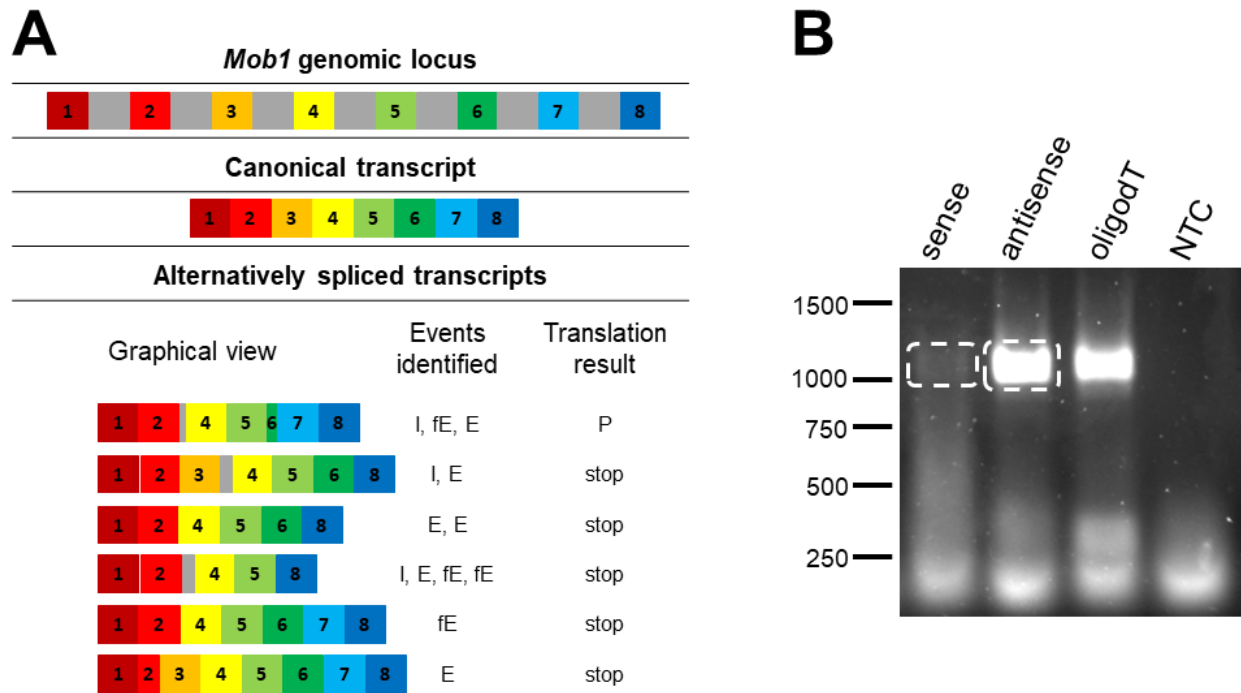 A
Mob1 genomic locus
1 2 3 4 5 6 7 8
Canonical transcript
1 2 3 4 5 6 7 8
Alternatively spliced transcripts
Graphical view
Events identified
Translation result
1 2 4 5 6 7 8 I, fE, E P
1 2 3 4 5 6 8 I, E stop
1 2 4 5 6 8 E, E stop
1 2 4 5 8 I, E, fE, fE stop
1 2 4 5 6 7 8 fE stop
1 2 3 4 5 6 7 8 E stop
B
sense
antisense
oligodT
NTC
1500
1000
750
500
250